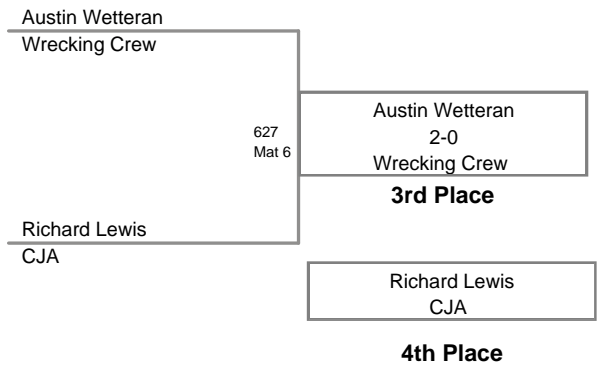 Austin Wetteran
Wrecking Crew
627
Mat 6
Austin Wetteran
2-0
Wrecking Crew
3rd Place
Richard Lewis
CJA
Richard Lewis
CJA
4th Place